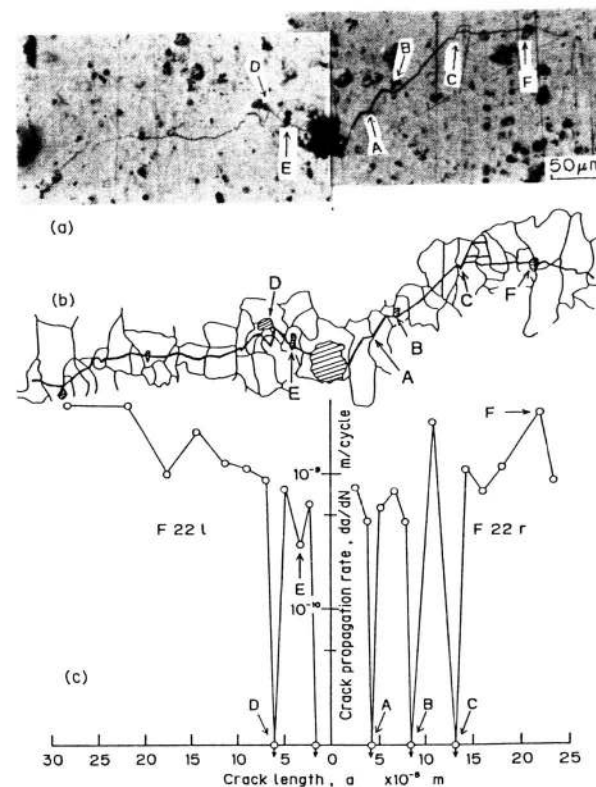 D
E
B
A
C
F
50μm
(a)
(b)
D
E
A
B
C
F
F
10⁻⁹
m/cycle
F 22 l
F 22 r
E
Crack propagation rate, da/dN
10⁻¹⁰
(c)
D
A
B
C
30 25 20 15 10 5 0 5 10 15 20 25
Crack length, a x10⁻⁵ m